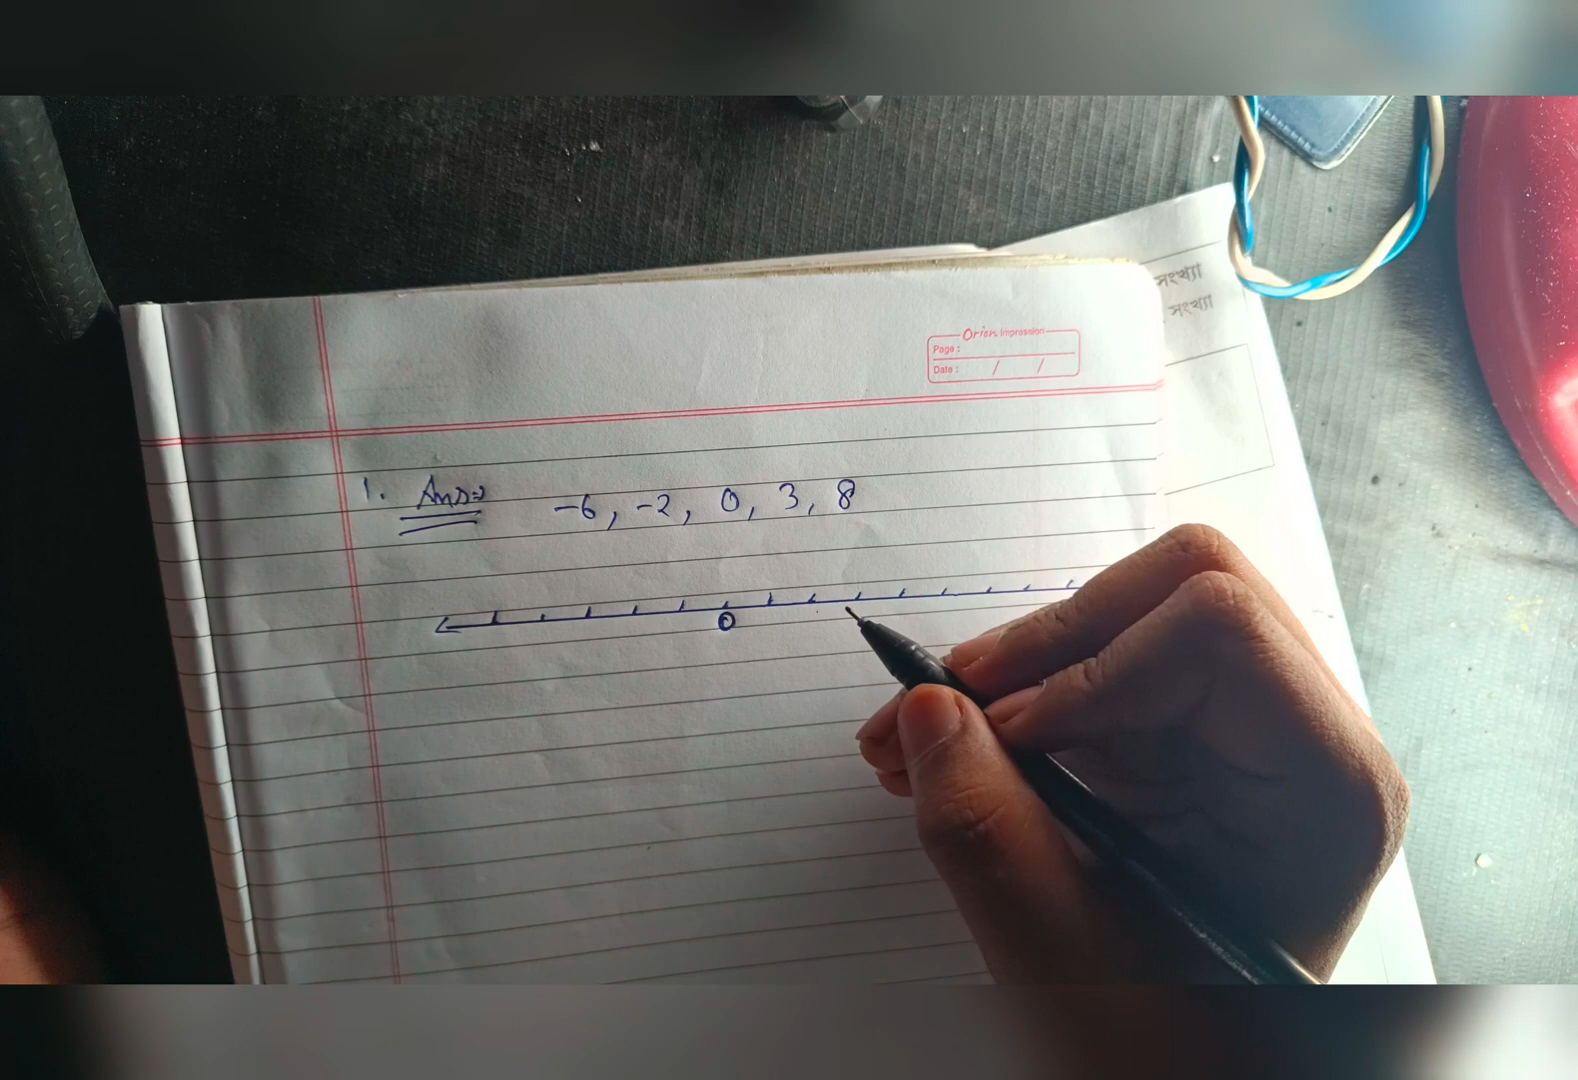 সংখ্যা
সংখ্যা
Orion Impression
Page :
Date : / /
1. Ans:⇒ -6, -2, 0, 3, 8
0